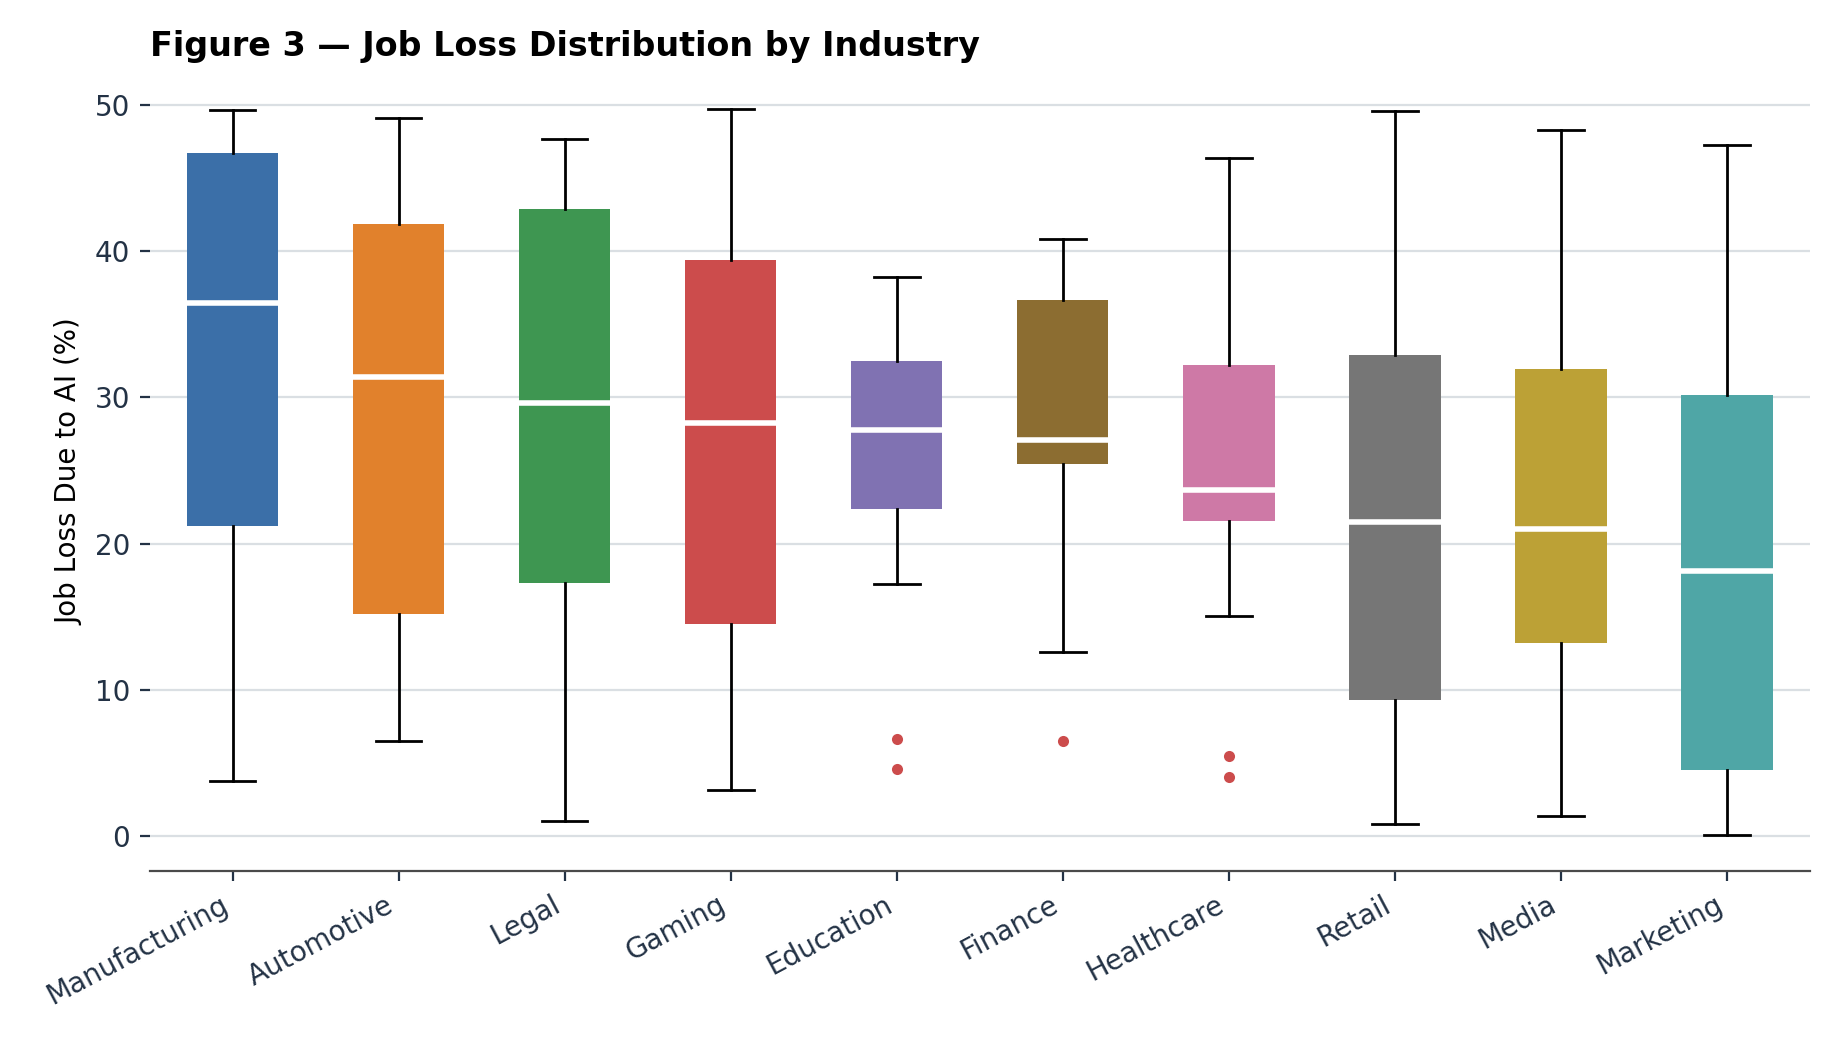 Figure 3 — Job Loss Distribution by Industry
Job Loss Due to AI (%)
50
40
30
20
10
0
Manufacturing
Automotive
Legal
Gaming
Education
Finance
Healthcare
Retail
Media
Marketing